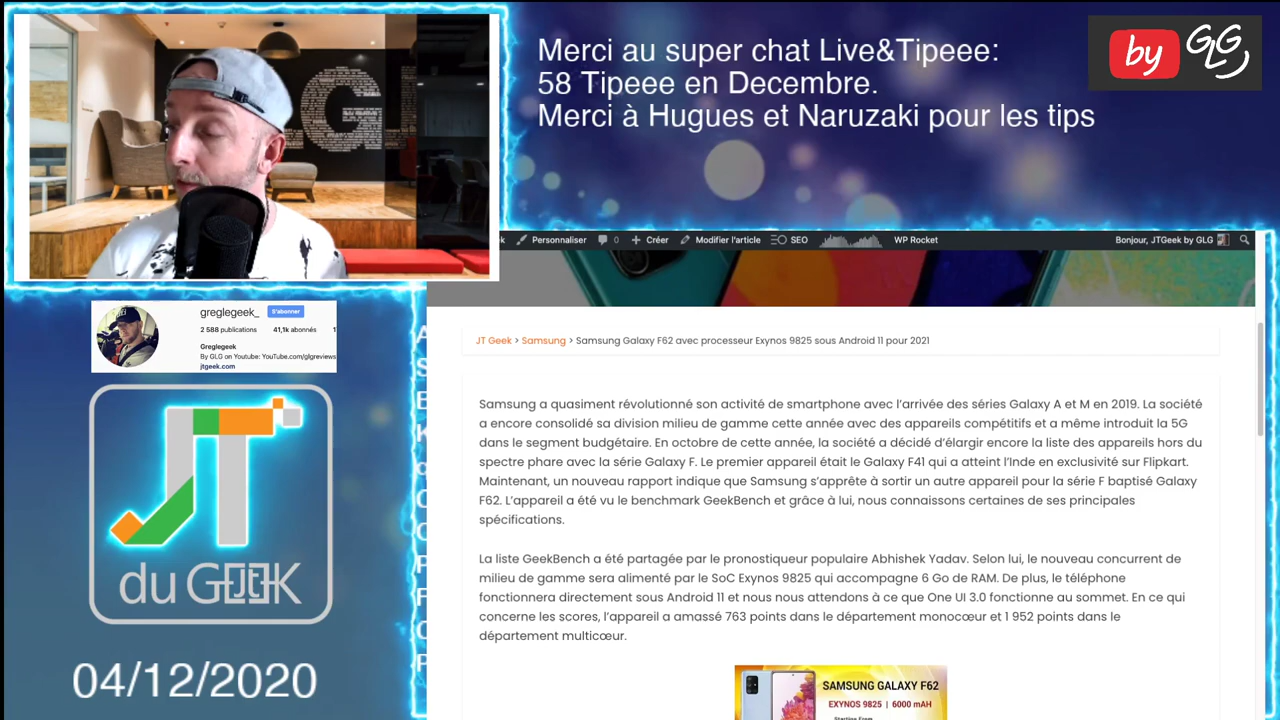 Merci au super chat Live&Tipeee:
58 Tipeee en Decembre.
Merci à Hugues et Naruzaki pour les tips
by GLG
Personnaliser 0 Créer Modifier l'article SEO WP Rocket Bonjour, JTGeek by GLG
greglegeek_ S'abonner
2 588 publications 41,1k abonnés 1
Greglegeek
By GLG on Youtube: YouTube.com/glgreviews
jtgeek.com
JT
du GEEK
04/12/2020
JT Geek > Samsung > Samsung Galaxy F62 avec processeur Exynos 9825 sous Android 11 pour 2021
Samsung a quasiment révolutionné son activité de smartphone avec l'arrivée des séries Galaxy A et M en 2019. La société
a encore consolidé sa division milieu de gamme cette année avec des appareils compétitifs et a même introduit la 5G
dans le segment budgétaire. En octobre de cette année, la société a décidé d'élargir encore la liste des appareils hors du
spectre phare avec la série Galaxy F. Le premier appareil était le Galaxy F41 qui a atteint l'Inde en exclusivité sur Flipkart.
Maintenant, un nouveau rapport indique que Samsung s'apprête à sortir un autre appareil pour la série F baptisé Galaxy
F62. L'appareil a été vu le benchmark GeekBench et grâce à lui, nous connaissons certaines de ses principales
spécifications.
La liste GeekBench a été partagée par le pronostiqueur populaire Abhishek Yadav. Selon lui, le nouveau concurrent de
milieu de gamme sera alimenté par le SoC Exynos 9825 qui accompagne 6 Go de RAM. De plus, le téléphone
fonctionnera directement sous Android 11 et nous nous attendons à ce que One UI 3.0 fonctionne au sommet. En ce qui
concerne les scores, l'appareil a amassé 763 points dans le département monocœur et 1 952 points dans le
département multicœur.
SAMSUNG GALAXY F62
EXYNOS 9825 | 6000 mAH